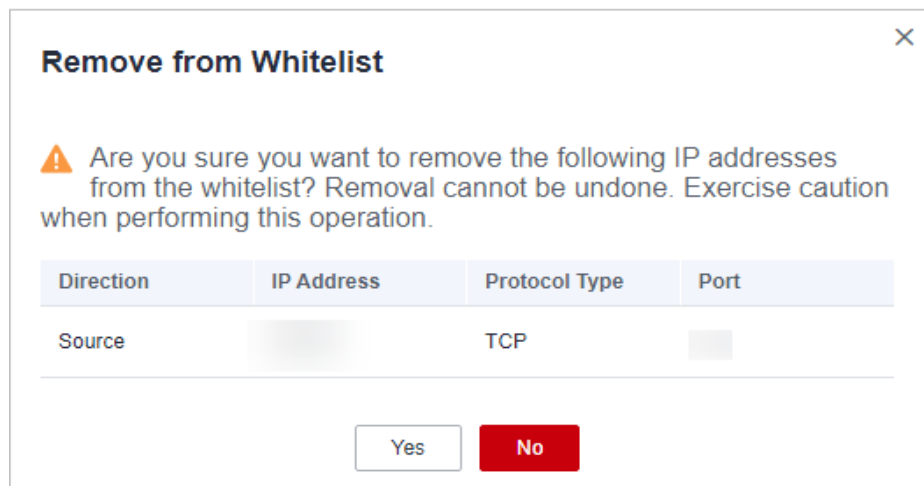 Remove from Whitelist
Are you sure you want to remove the following IP addresses
from the whitelist? Removal cannot be undone. Exercise caution
when performing this operation.
Direction IP Address Protocol Type Port
Source TCP
Yes No